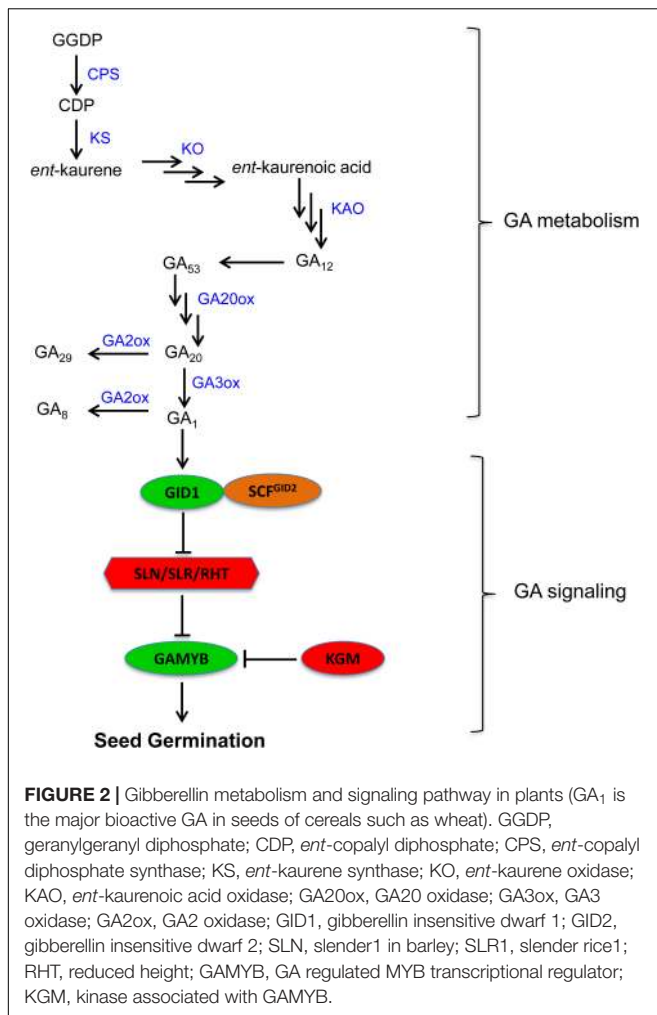 GGDP
CPS
CDP
KS
KO
ent-kaurene
ent-kaurenoic acid
KAO
GA metabolism
GA53
GA12
GA20ox
GA2ox
GA29
GA20
GA3ox
GA2ox
GA8
GA1
GID1
SCFGID2
SLN/SLR/RHT
GA signaling
GAMYB
KGM
Seed Germination
FIGURE 2 | Gibberellin metabolism and signaling pathway in plants (GA1 is
the major bioactive GA in seeds of cereals such as wheat). GGDP,
geranylgeranyl diphosphate; CDP, ent-copalyl diphosphate; CPS, ent-copalyl
diphosphate synthase; KS, ent-kaurene synthase; KO, ent-kaurene oxidase;
KAO, ent-kaurenoic acid oxidase; GA20ox, GA20 oxidase; GA3ox, GA3
oxidase; GA2ox, GA2 oxidase; GID1, gibberellin insensitive dwarf 1; GID2,
gibberellin insensitive dwarf 2; SLN, slender1 in barley; SLR1, slender rice1;
RHT, reduced height; GAMYB, GA regulated MYB transcriptional regulator;
KGM, kinase associated with GAMYB.